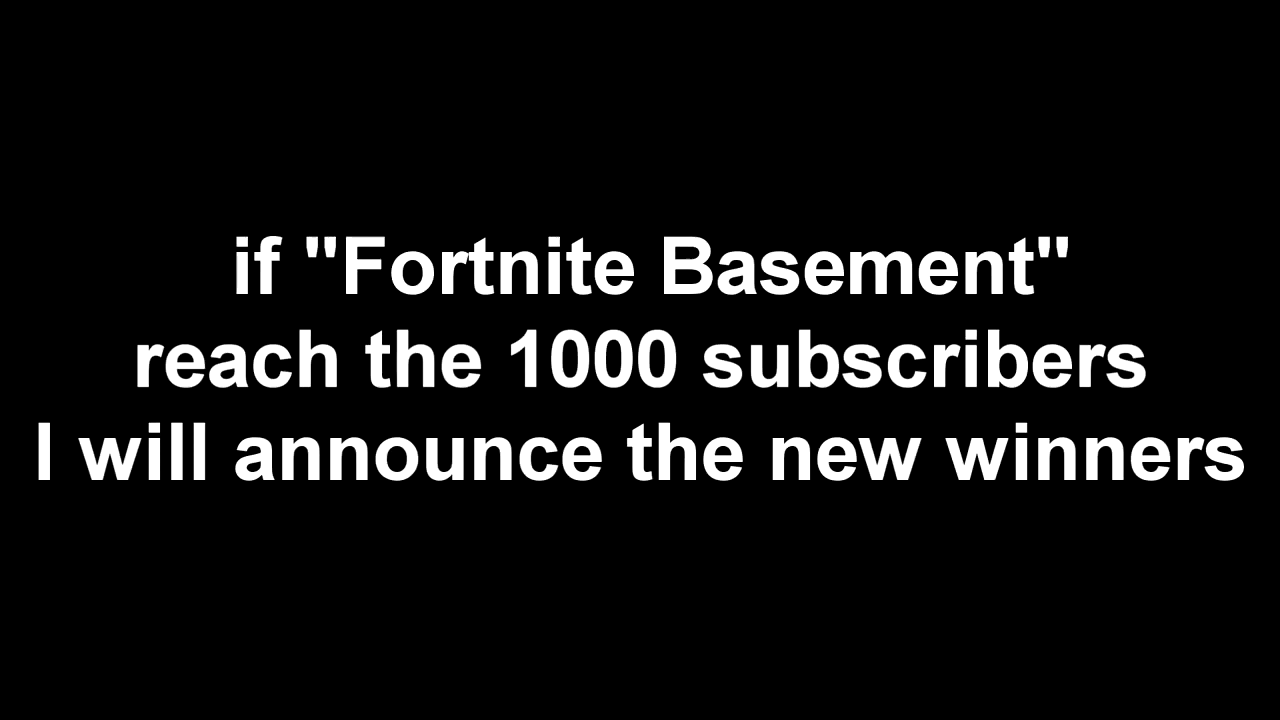 if "Fortnite Basement"
reach the 1000 subscribers
I will announce the new winners